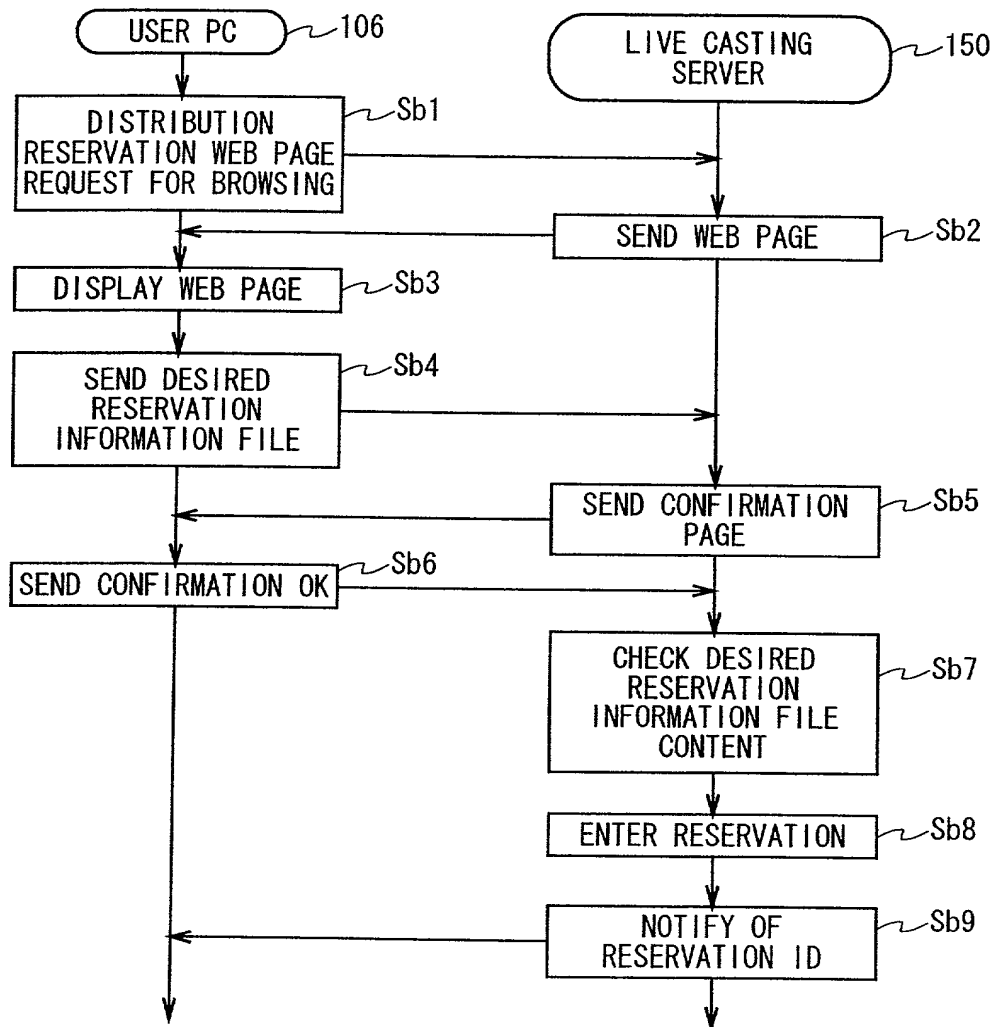 USER PC
106
LIVE CASTING
SERVER
150
DISTRIBUTION
RESERVATION WEB PAGE
REQUEST FOR BROWSING
Sb1
SEND WEB PAGE
Sb2
DISPLAY WEB PAGE
Sb3
SEND DESIRED
RESERVATION
INFORMATION FILE
Sb4
SEND CONFIRMATION
PAGE
Sb5
SEND CONFIRMATION OK
Sb6
CHECK DESIRED
RESERVATION
INFORMATION FILE
CONTENT
Sb7
ENTER RESERVATION
Sb8
NOTIFY OF
RESERVATION ID
Sb9